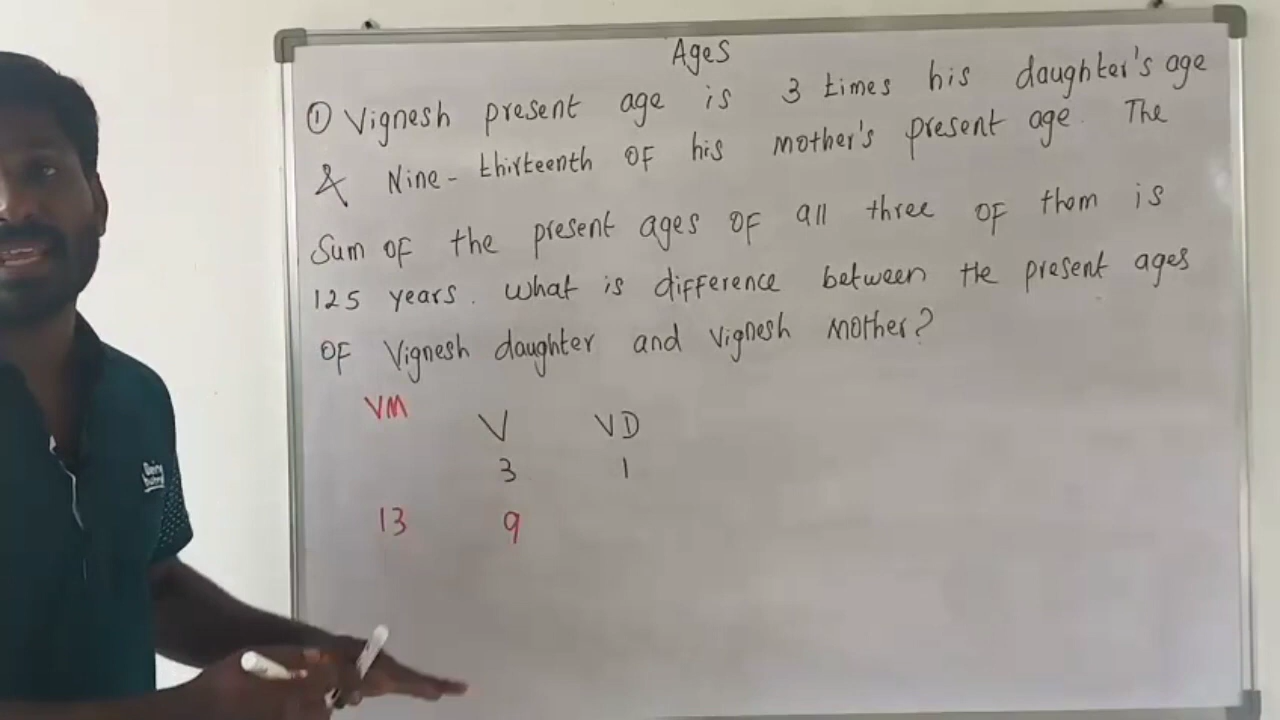 Ages
① Vignesh present age is 3 times his daughter's age
& Nine-thirteenth of his mother's present age. The
Sum of the present ages of all three of them is
125 years. What is difference between the present ages
of Vignesh daughter and Vignesh Mother?
VM V VD
3 1
13 9
Being